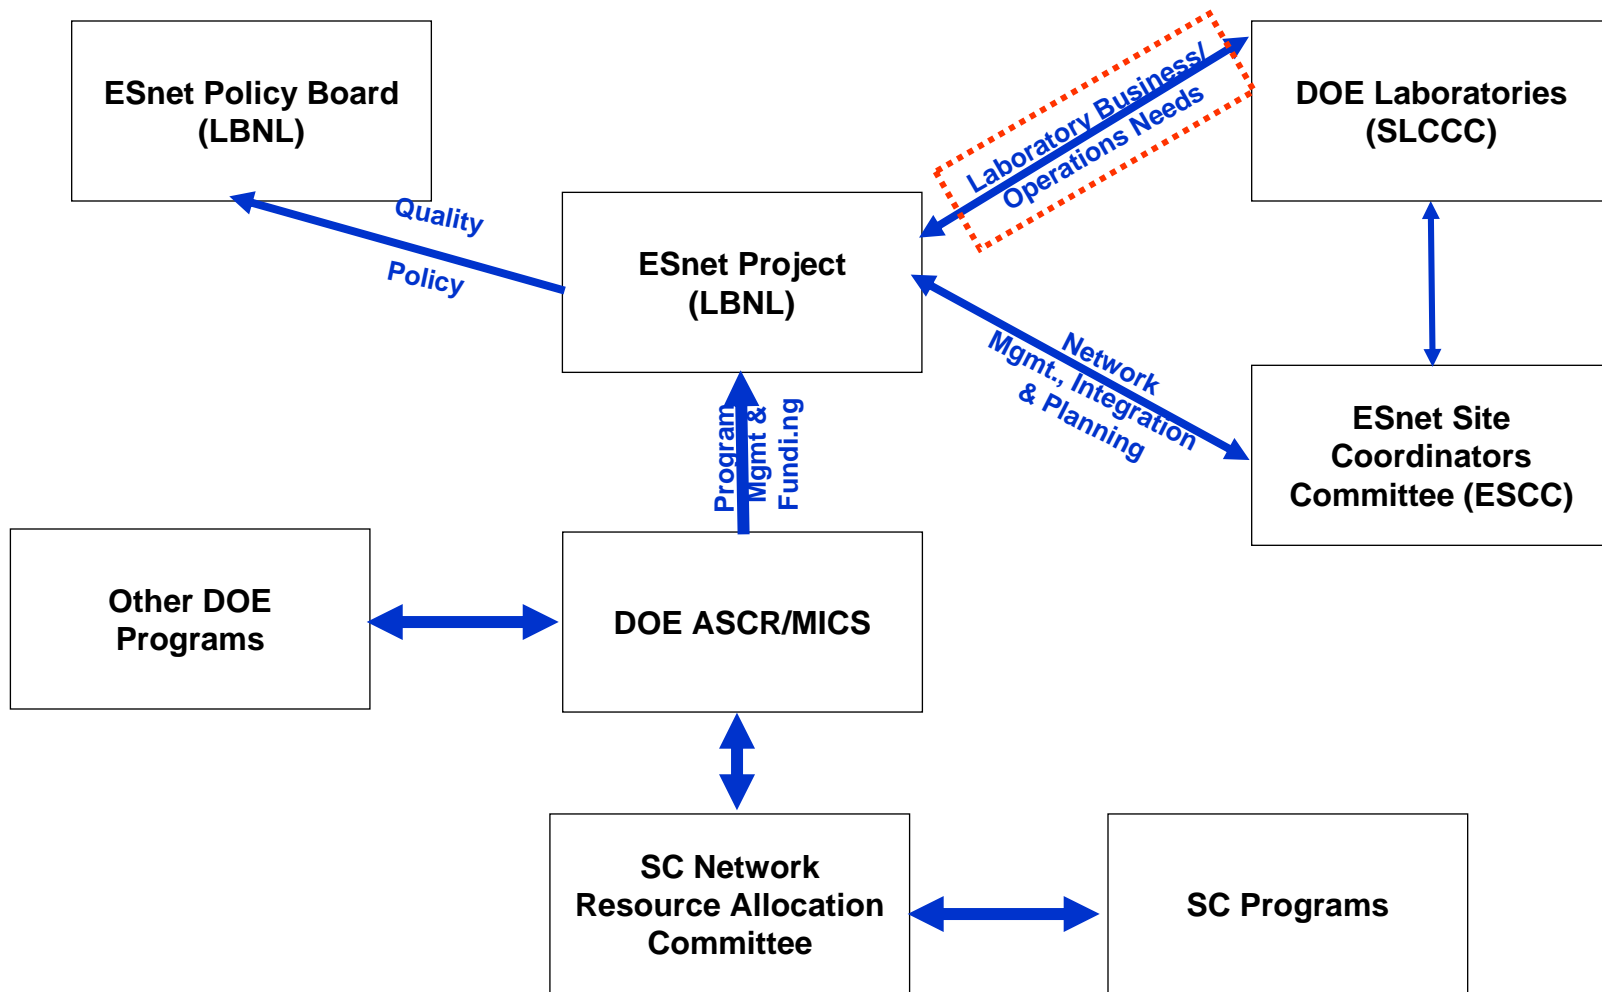 ESnet Policy Board
(LBNL)
Laboratory Business/
Operations Needs
DOE Laboratories
(SLCCC)
Quality
Policy
ESnet Project
(LBNL)
Network
Mgmt., Integration
& Planning
Program
Mgmt &
Fundi.ng
ESnet Site
Coordinators
Committee (ESCC)
Other DOE
Programs
DOE ASCR/MICS
SC Network
Resource Allocation
Committee
SC Programs